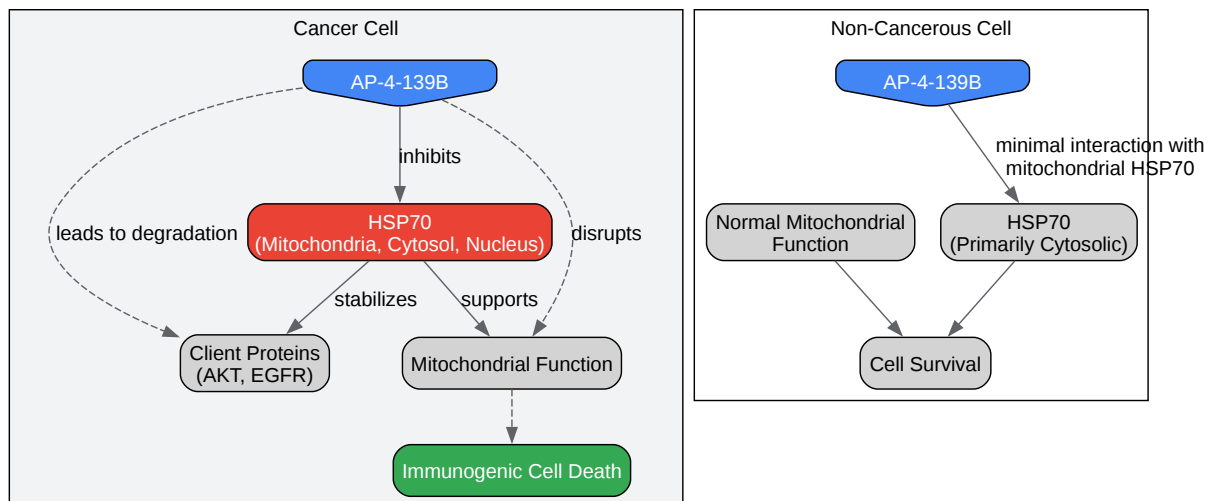 Cancer Cell
AP-4-139B
inhibits
HSP70
(Mitochondria, Cytosol, Nucleus)
leads to degradation
disrupts
stabilizes
supports
Client Proteins
(AKT, EGFR)
Mitochondrial Function
Immunogenic Cell Death
Non-Cancerous Cell
AP-4-139B
minimal interaction with
mitochondrial HSP70
Normal Mitochondrial
Function
HSP70
(Primarily Cytosolic)
Cell Survival